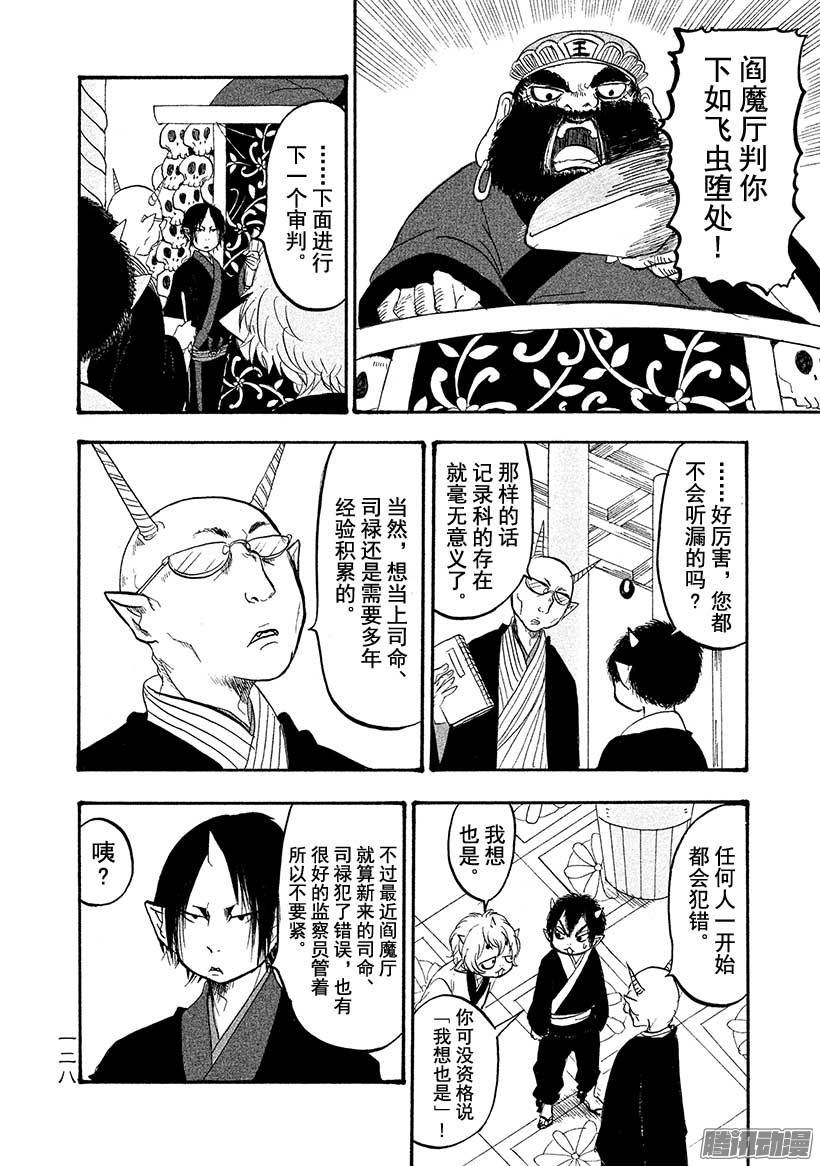 王
阎魔厅判你
下如飞虫堕处！
……下面进行
下一个审判。
……好厉害，您都
不会听漏的吗？
那样的话
记录科的存在
就毫无意义了。
当然，想当上司命、
司禄还是需要多年
经验积累的。
任何人一开始
都会犯错。
我想
也是。
你可没资格说
「我想也是」！
不过最近阎魔厅
就算新来的司命、
司禄犯了错误，也有
很好的监察员管着
所以不要紧。
咦？
一二八
腾讯动漫